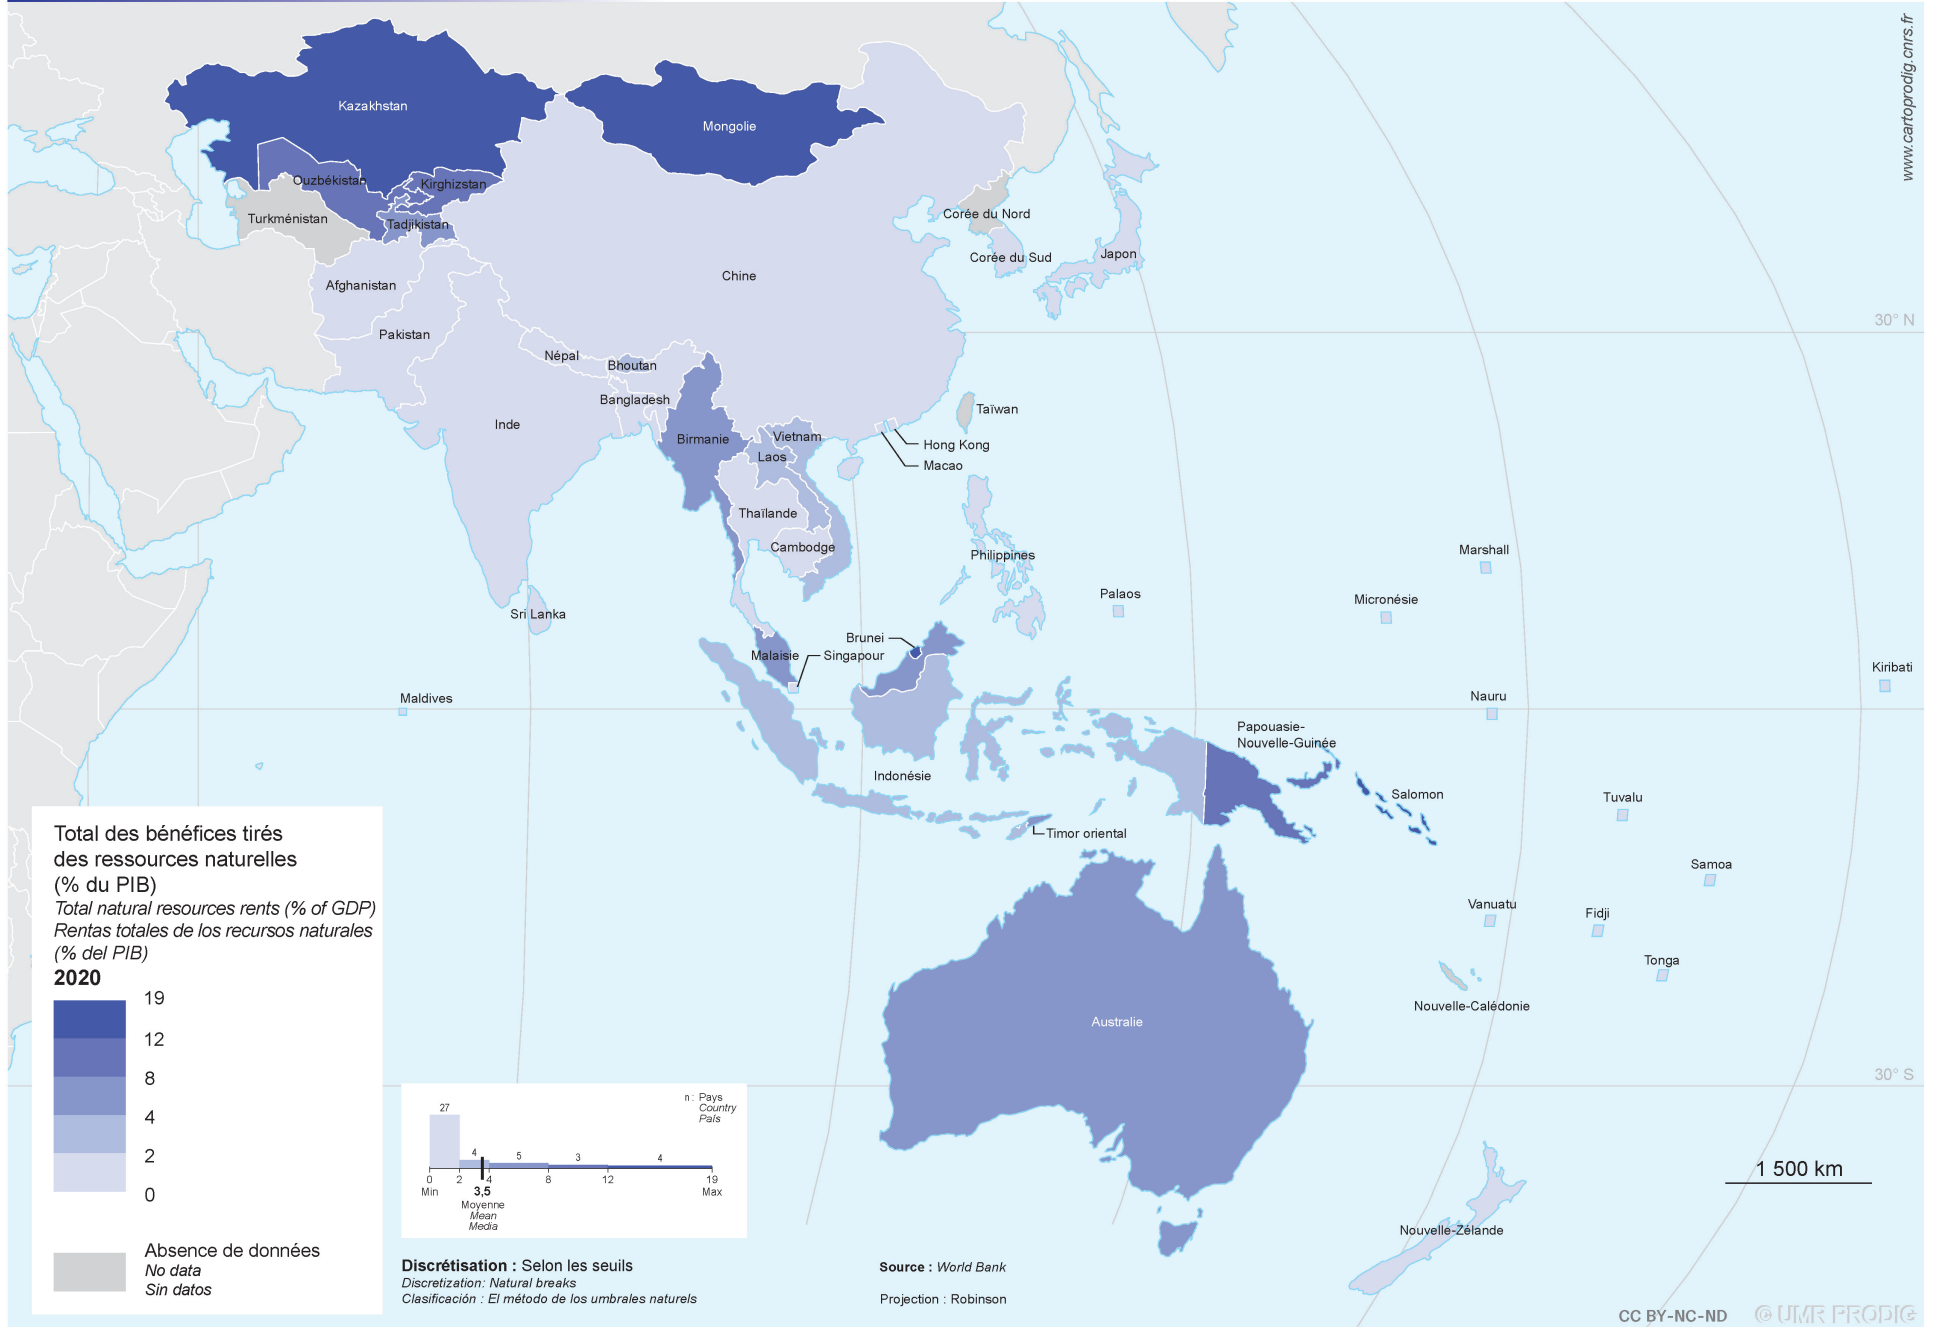 www.cartoprodig.cnrs.fr
Kazakhstan
Mongolie
Ouzbékistan
Kirghizstan
Turkménistan
Tadjikistan
Corée du Nord
Corée du Sud
Japon
Chine
Afghanistan
Pakistan
30° N
Népal
Bhoutan
Bangladesh
Inde
Taïwan
Birmanie
Vietnam
Hong Kong
Laos
Macao
Thaïlande
Cambodge
Philippines
Marshall
Palaos
Micronésie
Sri Lanka
Brunei
Malaisie
Singapour
Kiribati
Maldives
Nauru
Papouasie-
Nouvelle-Guinée
Indonésie
Salomon
Tuvalu
Timor oriental
Samoa
Vanuatu
Fidji
Tonga
Nouvelle-Calédonie
Australie
30° S
Nouvelle-Zélande
1 500 km
Total des bénéfices tirés
des ressources naturelles
(% du PIB)
Total natural resources rents (% of GDP)
Rentas totales de los recursos naturales
(% del PIB)
2020
19
12
8
4
2
0
Absence de données
No data
Sin datos
n : Pays
Country
País
27
4
5
3
4
0
2
4
8
12
19
Min
3,5
Max
Moyenne
Mean
Media
Discrétisation : Selon les seuils
Discretization: Natural breaks
Clasificación : El método de los umbrales naturels
Source : World Bank
Projection : Robinson
CC BY-NC-ND
© UMR PRODIG